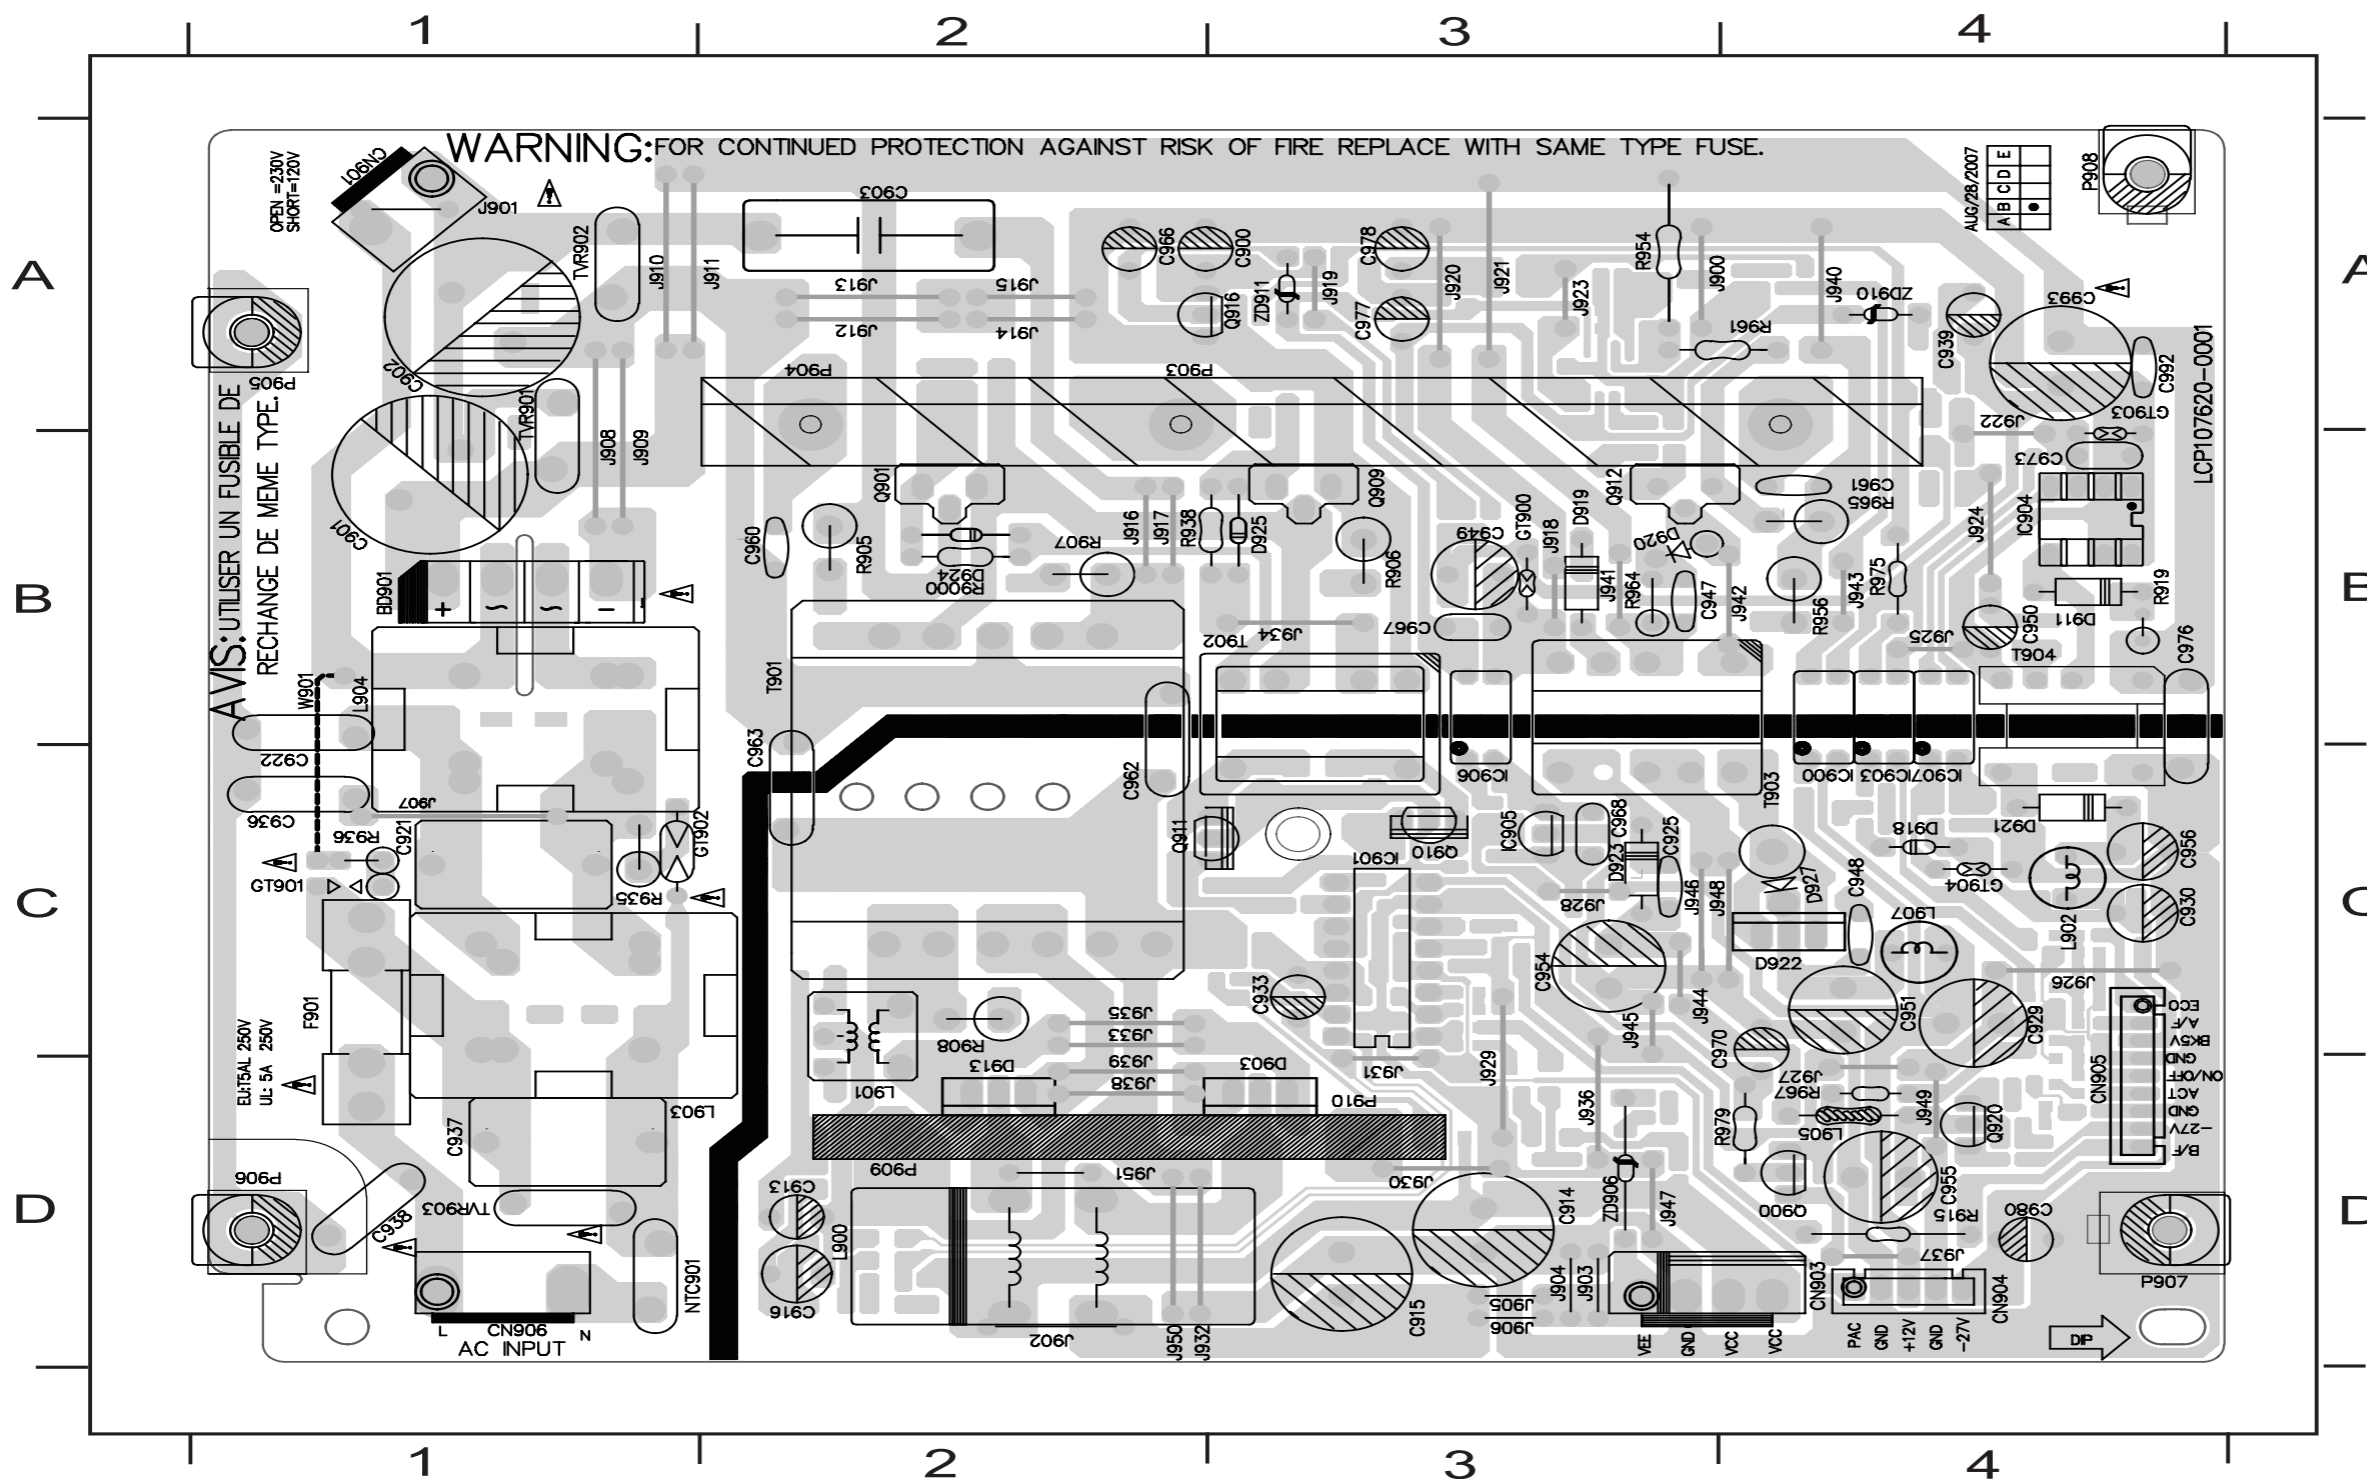 1 2 3 4
A A
B B
C C
D D
WARNING:FOR CONTINUED PROTECTION AGAINST RISK OF FIRE REPLACE WITH SAME TYPE FUSE.
OPEN =230V
SHORT=120V
CN901
J901
C903
AUG/28/2007
A B C D E
P908
TVR902
J910
J911
J913
J915
J912
J914
C966
C900
Q916
ZD911
J919
C978
C977
J920
J921
J923
R954
J900
R961
J940
ZD910
C939
C993
C992
GT903
LCP107620-0001
P905
C902
TVR901
J908
J909
P904
P903
J922
C973
AVIS:UTILISER UN FUSIBLE DE
RECHANGE DE MEME TYPE.
C901
Q901
Q909
Q912
C960
R905
D924
R9000
R907
J916
J917
R938
D925
R906
C949
GT900
J918
D919
J941
R964
D920
C947
J942
C961
R965
R956
J943
R975
J924
IC904
C950
D911
R919
BD901
+ ~ ~ -
J925
T904
C976
T901
T902
J934
C967
W901
L904
C922
C963
C962
IC906
T903
IC900
IC903
IC907
C936
J907
R936
C921
GT901
GT902
R935
Q911
IC901
Q910
IC905
C968
D923
C925
J928
J946
J948
D927
C948
D918
D921
GT904
L907
L902
C956
C930
D922
F901
EU:T5AL 250V
UL: 5A 250V
C933
C954
J926
R908
J935
J933
J939
J938
D913
D903
L901
J945
J944
C970
C951
C929
ECO
A/F
BK5V
GND
ON/OFF
ACT
GND
-27V
B/F
CN905
J929
J931
P910
J936
J927
R967
R979
L905
J949
Q920
L903
C937
P909
J951
J930
P906
C938
TVR903
NTC901
C913
C916
L900
C914
C915
ZD906
J947
Q900
C955
R915
C980
J937
P907
J904
J903
J905
J906
CN903
CN904
L
CN906
N
AC INPUT
J902
J950
J932
VEE
GND
VCC
VCC
PAC
GND
+12V
GND
-27V
DIP
1 2 3 4